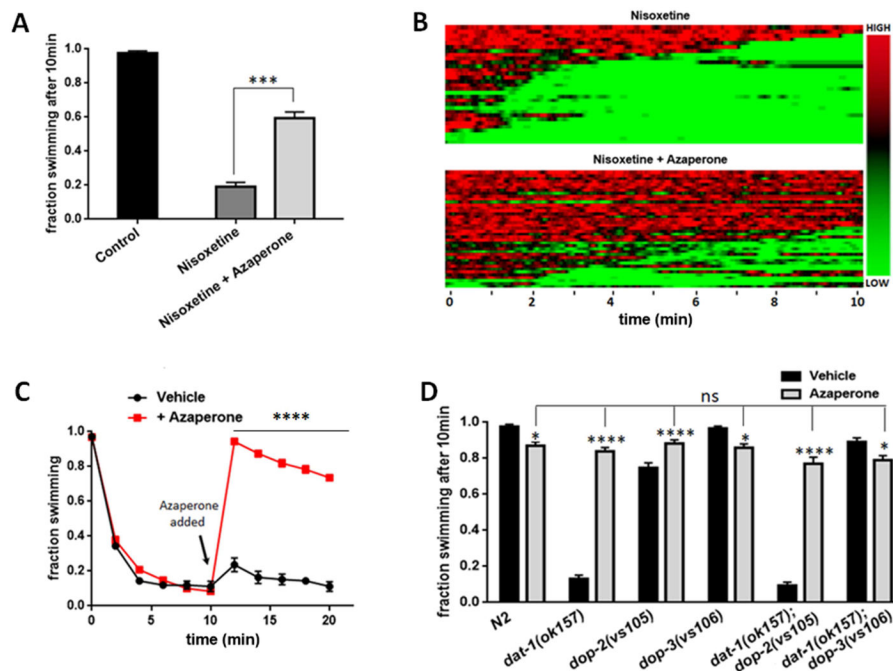 A
fraction swimming after 10min
1.0
0.8
0.6
0.4
0.2
0.0
***
Control
Nisoxetine
Nisoxetine + Azaperone
B
Nisoxetine
Nisoxetine + Azaperone
HIGH
LOW
0 2 4 6 8 10
time (min)
C
Vehicle
+ Azaperone
****
fraction swimming
1.0
0.8
0.6
0.4
0.2
0.0
Azaperone
added
0 5 10 15 20
time (min)
D
Vehicle
Azaperone
ns
fraction swimming after 10min
1.0
0.8
0.6
0.4
0.2
0.0
* **** **** * **** *
N2
dat-1(ok157)
dop-2(vs105)
dop-3(vs106)
dat-1(ok157);
dop-2(vs105)
dat-1(ok157);
dop-3(vs106)